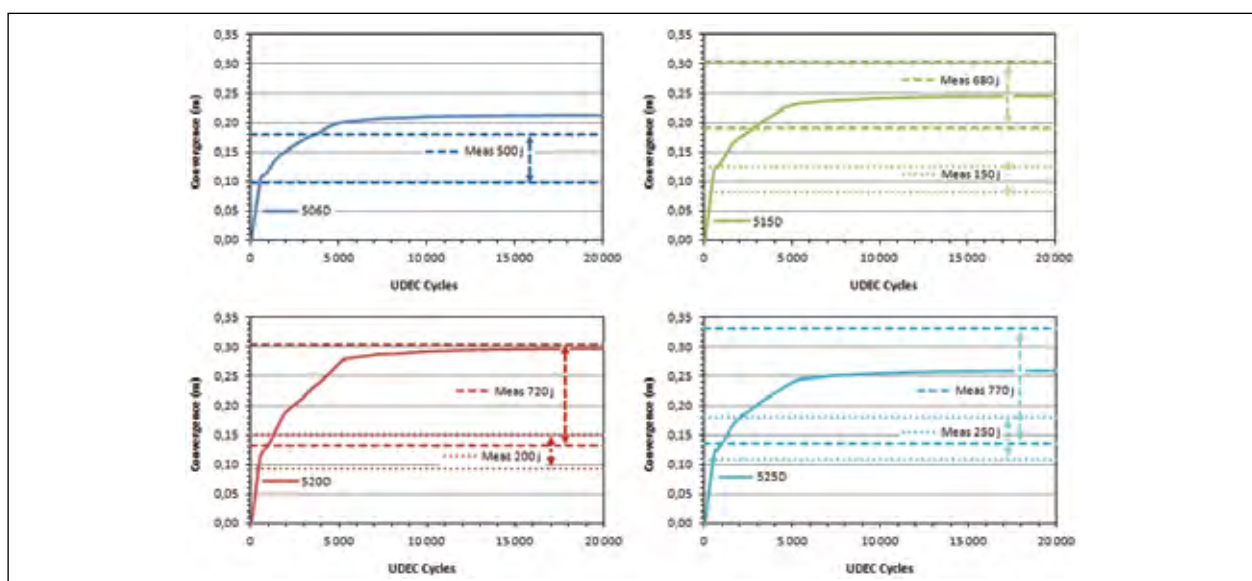 0,35
0,30
0,25
0,20
0,15
0,10
0,05
0,00
Convergence (m)
Meas 500 j
506D
0
5 000
10 000
15 000
20 000
UDEC Cycles
0,35
0,30
0,25
0,20
0,15
0,10
0,05
0,00
Convergence (m)
Meas 680 j
Meas 150 j
515D
0
5 000
10 000
15 000
20 000
UDEC Cycles
0,35
0,30
0,25
0,20
0,15
0,10
0,05
0,00
Convergence (m)
Meas 720 j
Meas 200 j
520D
0
5 000
10 000
15 000
20 000
UDEC Cycles
0,35
0,30
0,25
0,20
0,15
0,10
0,05
0,00
Convergence (m)
Meas 770 j
Meas 250 j
525D
0
5 000
10 000
15 000
20 000
UDEC Cycles